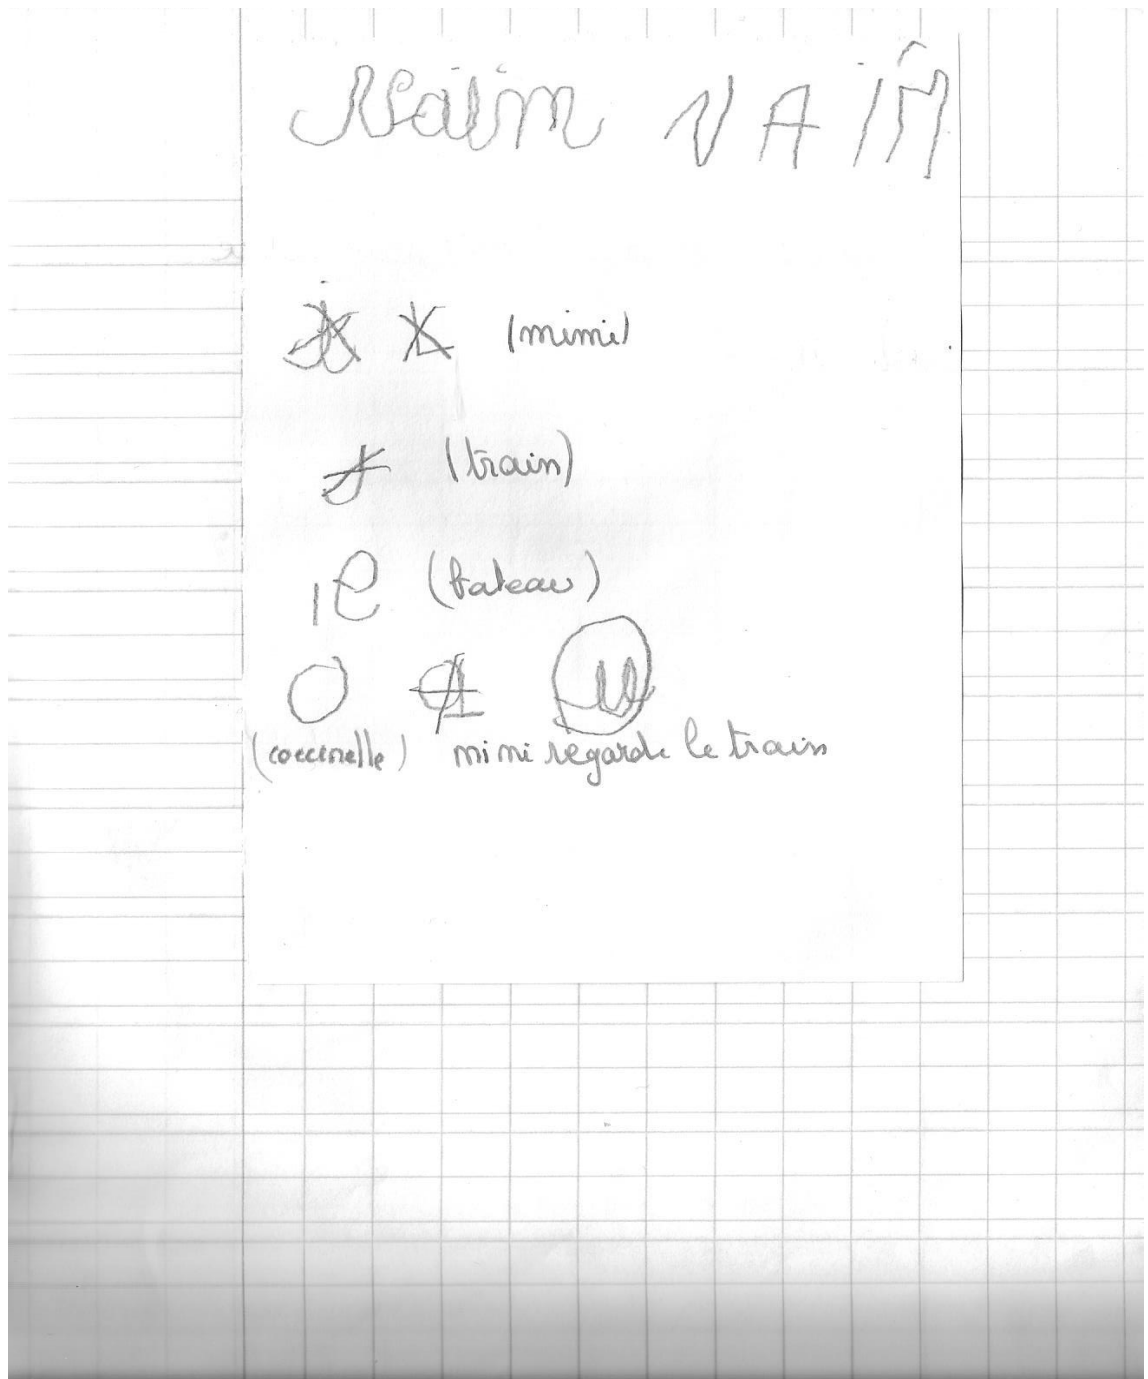 Naïm NAÏM
(mimi)
(train)
(bateau)
(coccinelle) mimi regarde le train